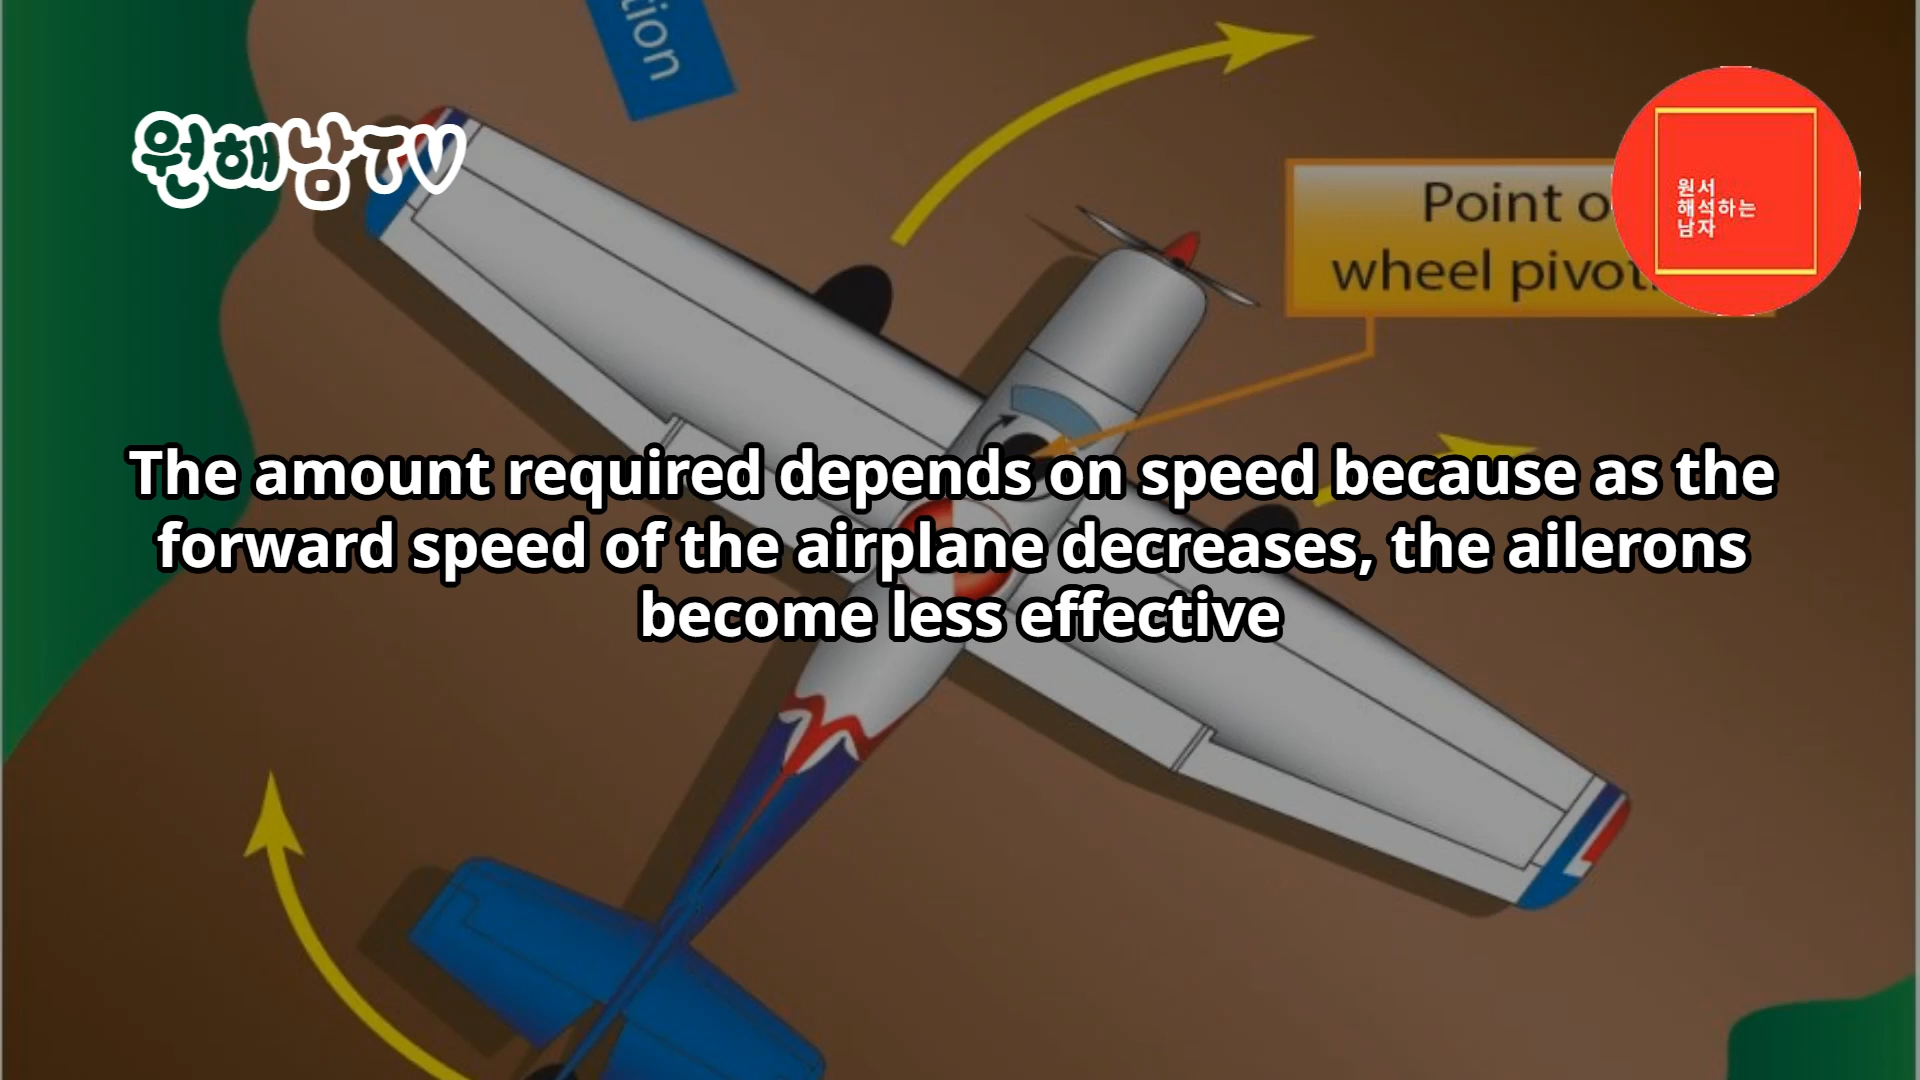 tion
원해남TV
Point o
wheel pivot
원서
해석하는
남자
The amount required depends on speed because as the
forward speed of the airplane decreases, the ailerons
become less effective